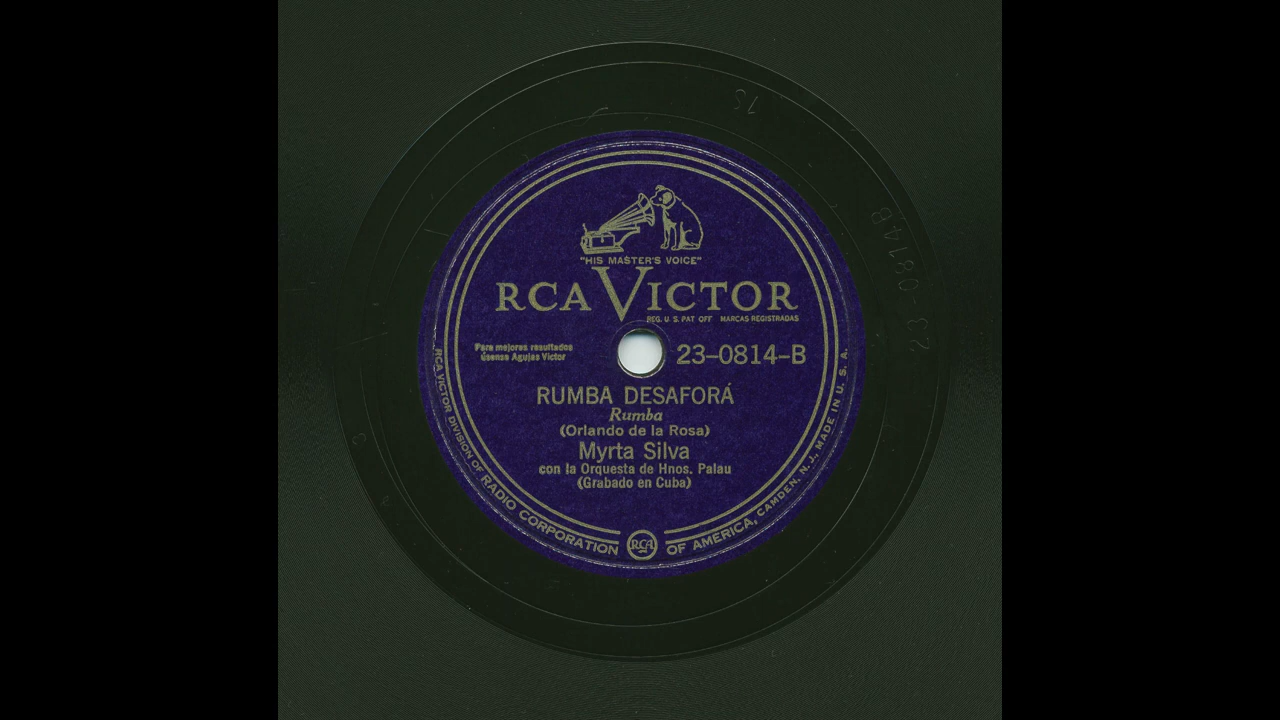 "HIS MASTER'S VOICE"
RCA VICTOR
REG. U. S. PAT OFF MARCAS REGISTRADAS
Para mejores resultados
úsense Agujas Victor
23-0814-B
RUMBA DESAFORÁ
Rumba
(Orlando de la Rosa)
Myrta Silva
con la Orquesta de Hnos. Palau
(Grabado en Cuba)
RCA VICTOR DIVISION OF RADIO CORPORATION OF AMERICA, CAMDEN, N. J., MADE IN U. S. A.
RCA
23-0814B